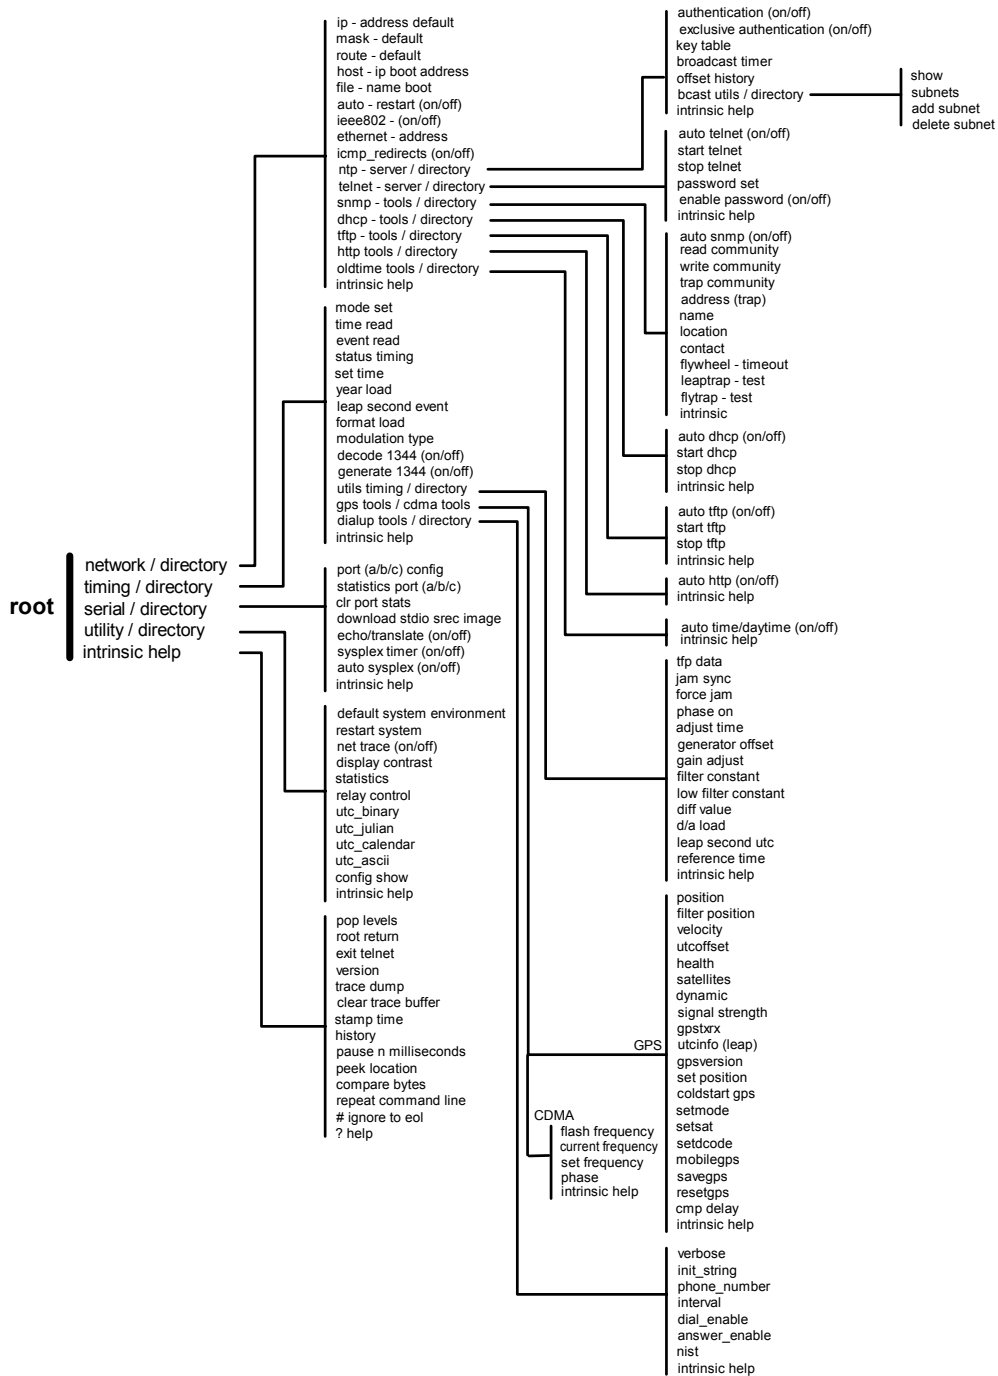 root
network / directory
timing / directory
serial / directory
utility / directory
intrinsic help
ip - address default
mask - default
route - default
host - ip boot address
file - name boot
auto - restart (on/off)
ieee802 - (on/off)
ethernet - address
icmp_redirects (on/off)
ntp - server / directory
telnet - server / directory
snmp - tools / directory
dhcp - tools / directory
tftp - tools / directory
http tools / directory
oldtime tools / directory
intrinsic help
mode set
time read
event read
status timing
set time
year load
leap second event
format load
modulation type
decode 1344 (on/off)
generate 1344 (on/off)
utils timing / directory
gps tools / cdma tools
dialup tools / directory
intrinsic help
port (a/b/c) config
statistics port (a/b/c)
clr port stats
download stdio srec image
echo/translate (on/off)
sysplex timer (on/off)
auto sysplex (on/off)
intrinsic help
default system environment
restart system
net trace (on/off)
display contrast
statistics
relay control
utc_binary
utc_julian
utc_calendar
utc_ascii
config show
intrinsic help
pop levels
root return
exit telnet
version
trace dump
clear trace buffer
stamp time
history
pause n milliseconds
peek location
compare bytes
repeat command line
# ignore to eol
? help
authentication (on/off)
exclusive authentication (on/off)
key table
broadcast timer
offset history
bcast utils / directory
intrinsic help
show
subnets
add subnet
delete subnet
auto telnet (on/off)
start telnet
stop telnet
password set
enable password (on/off)
intrinsic help
auto snmp (on/off)
read community
write community
trap community
address (trap)
name
location
contact
flywheel - timeout
leaptrap - test
flytrap - test
intrinsic
auto dhcp (on/off)
start dhcp
stop dhcp
intrinsic help
auto tftp (on/off)
start tftp
stop tftp
intrinsic help
auto http (on/off)
intrinsic help
auto time/daytime (on/off)
intrinsic help
tfp data
jam sync
force jam
phase on
adjust time
generator offset
gain adjust
filter constant
low filter constant
diff value
d/a load
leap second utc
reference time
intrinsic help
GPS
position
filter position
velocity
utcoffset
health
satellites
dynamic
signal strength
gpstxrx
utcinfo (leap)
gpsversion
set position
coldstart gps
setmode
setsat
setdcode
mobilegps
savegps
resetgps
cmp delay
intrinsic help
CDMA
flash frequency
current frequency
set frequency
phase
intrinsic help
verbose
init_string
phone_number
interval
dial_enable
answer_enable
nist
intrinsic help